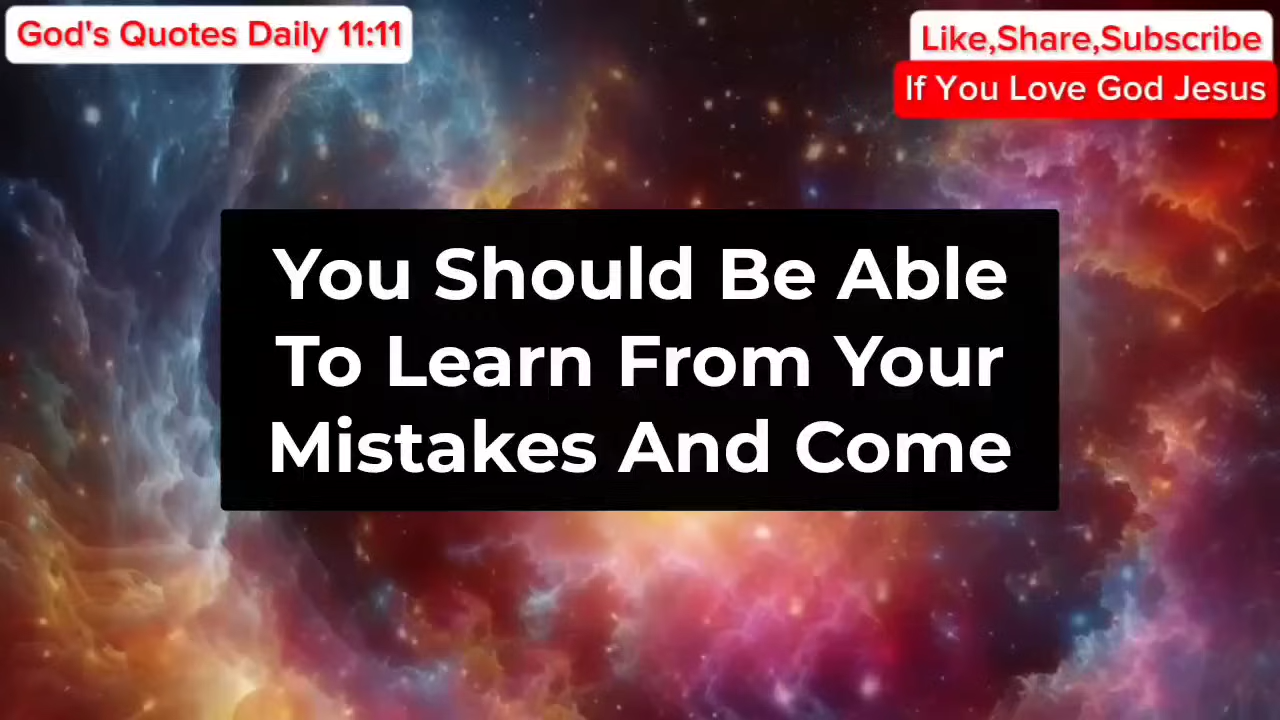 God's Quotes Daily 11:11
Like,Share,Subscribe
If You Love God Jesus
You Should Be Able
To Learn From Your
Mistakes And Come